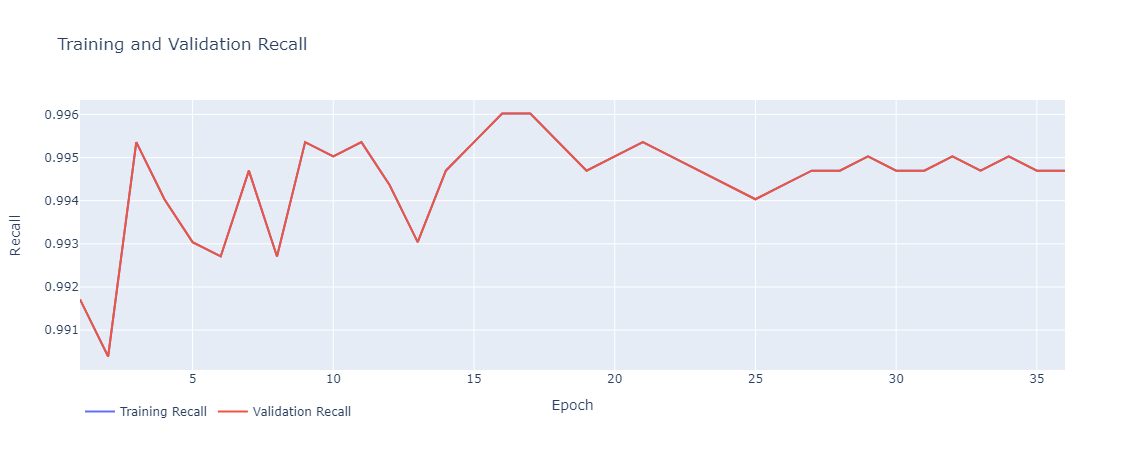 Training and Validation Recall
Recall
0.996
0.995
0.994
0.993
0.992
0.991
5 10 15 20 25 30 35
Epoch
Training Recall Validation Recall